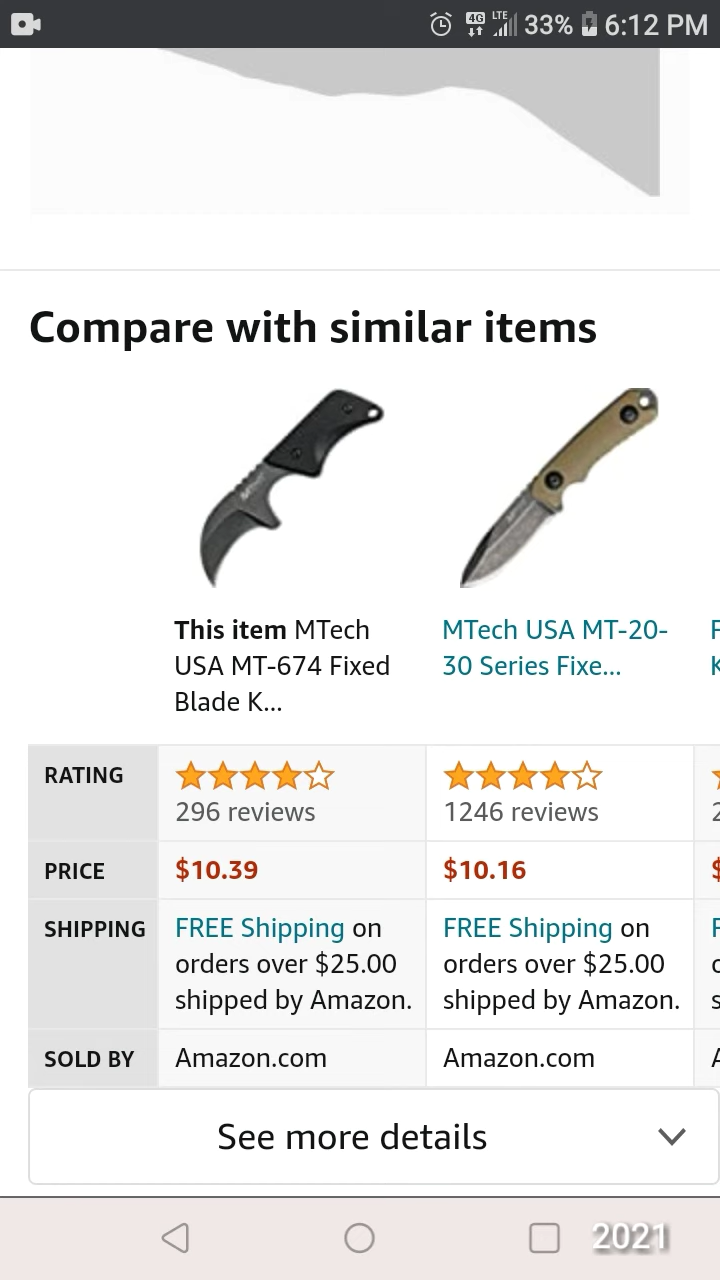 4G LTE 33% 6:12 PM
Compare with similar items
This item MTech
USA MT-674 Fixed
Blade K...
MTech USA MT-20-
30 Series Fixe...
F
K
RATING
296 reviews
1246 reviews
2
PRICE
$10.39
$10.16
$
SHIPPING
FREE Shipping on
orders over $25.00
shipped by Amazon.
FREE Shipping on
orders over $25.00
shipped by Amazon.
F
o
s
SOLD BY
Amazon.com
Amazon.com
A
See more details
2021